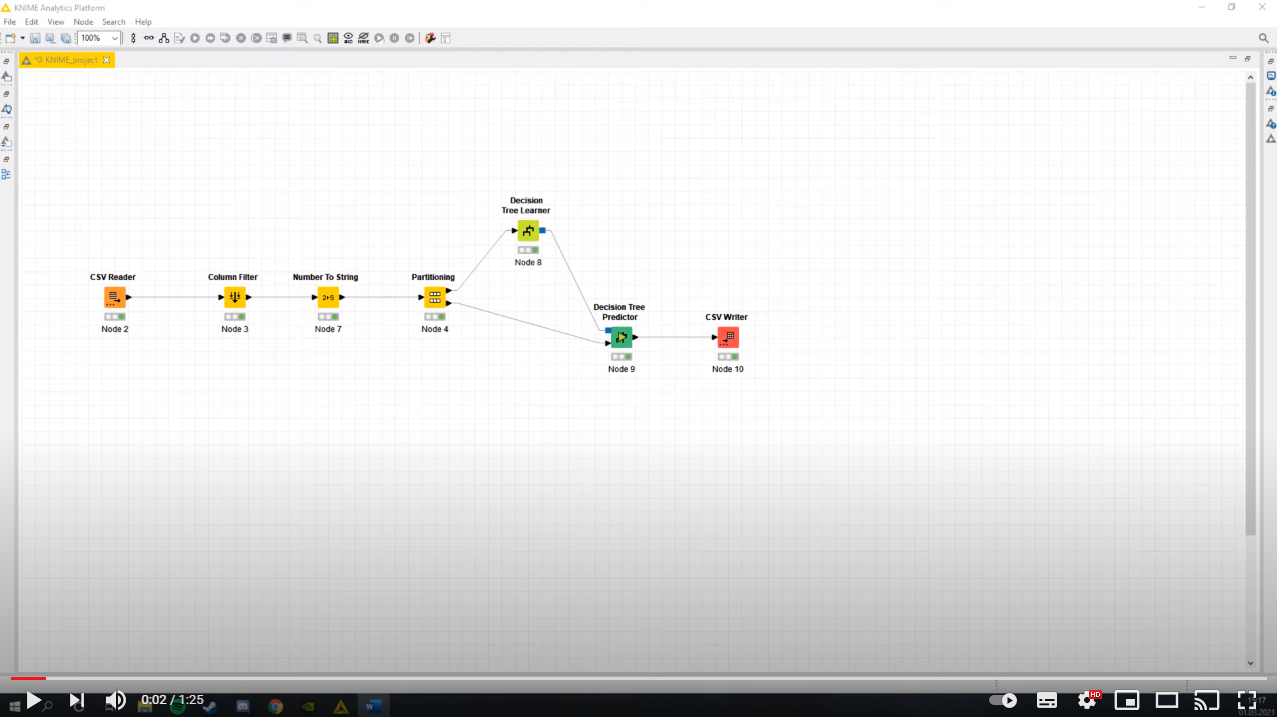 KNIME Analytics Platform
File Edit View Node Search Help
100%
*0: KNIME_project
Decision
Tree Learner
Node 8
CSV Reader
Column Filter
Number To String
Partitioning
2▸S
Node 2
Node 3
Node 7
Node 4
Decision Tree
Predictor
CSV Writer
Node 9
Node 10
0:02 / 1:25
HD
01.03.2021